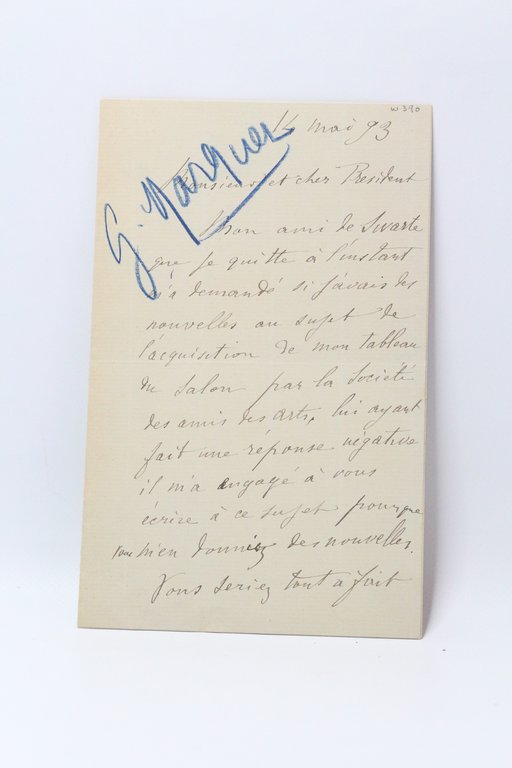 W390
14 mai 93
G. Marquer
Monsieur et cher President
Mon ami de Swarte
que je quitte à l'instant
m'a demandé si j'avais des
nouvelles au sujet de
l'acquisition de mon tableau
du Salon par la Société
des amis des arts, lui ayant
fait une réponse négative
il m'a engagé à vous
écrire à ce sujet pour que
vous m'en donniez des nouvelles.
Vous seriez tout a fait